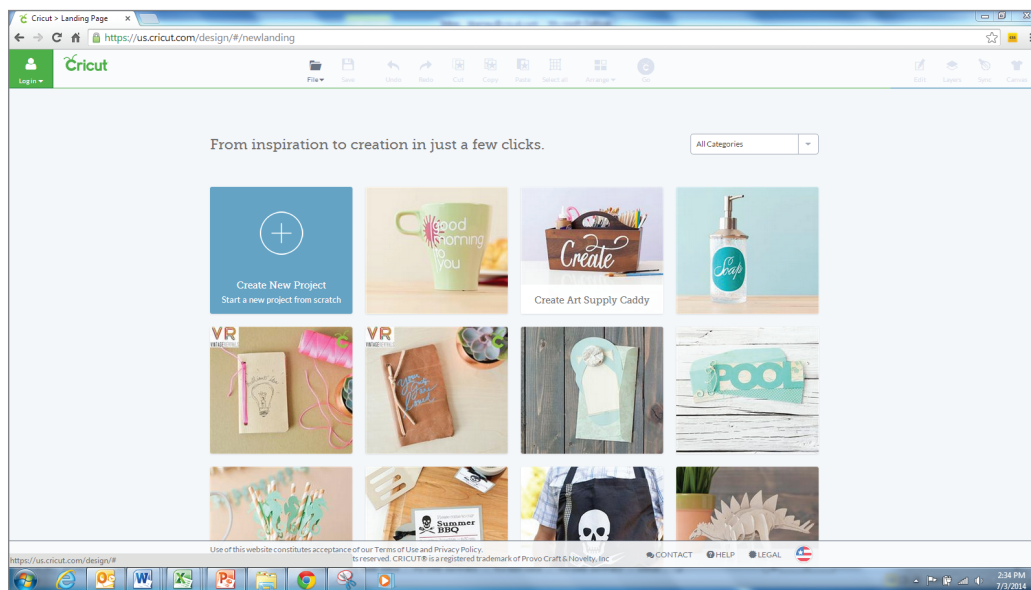 Cricut > Landing Page
https://us.cricut.com/design/#/newlanding
Log in
Cricut
File
Save
Undo
Redo
Cut
Copy
Paste
Select all
Arrange
Go
Edit
Layers
Sync
Canvas
From inspiration to creation in just a few clicks.
All Categories
Create New Project
Start a new project from scratch
good
morning
to
you
Create
Create Art Supply Caddy
Soap
VR
VR
POOL
Summer
BBQ
Use of this website constitutes acceptance of our Terms of Use and Privacy Policy.
ts reserved. CRICUT® is a registered trademark of Provo Craft & Novelty, Inc
CONTACT
HELP
LEGAL
https://us.cricut.com/design/#
2:34 PM
7/3/2014